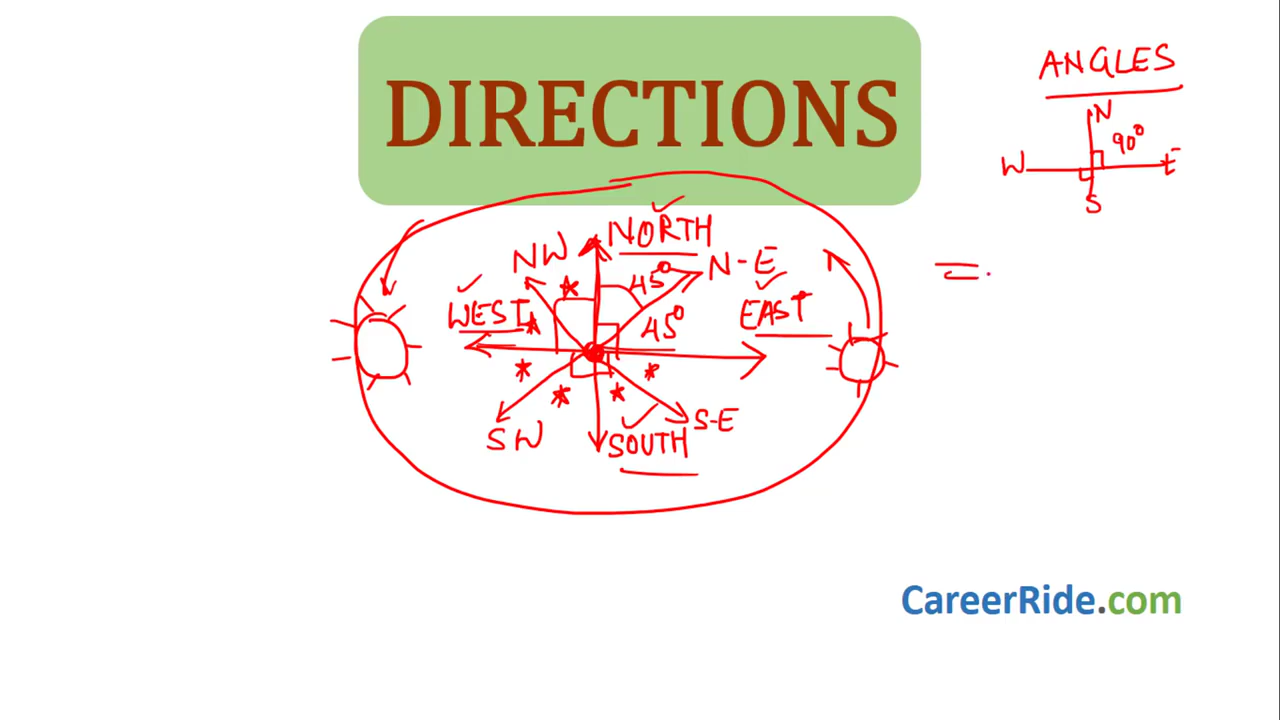 DIRECTIONS
ANGLES
N
90°
W
E
S
NORTH
NW
N-E
45°
WEST
EAST
45°
SW
SOUTH
S-E
=
CareerRide.com